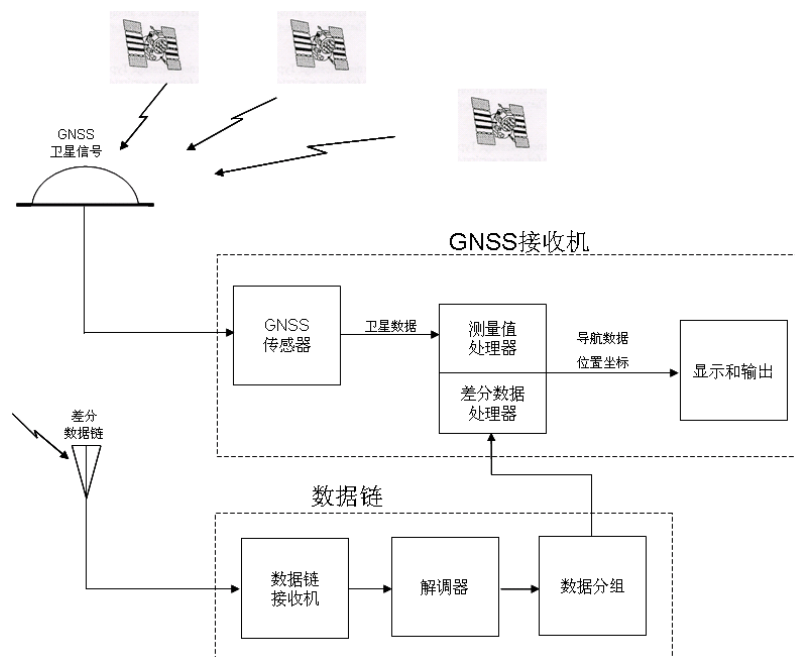 GNSS
卫星信号
GNSS接收机
GNSS
传感器
卫星数据
测量值
处理器
导航数据
位置坐标
显示和输出
差分数据
处理器
差分
数据链
数据链
数据链
接收机
解调器
数据分组